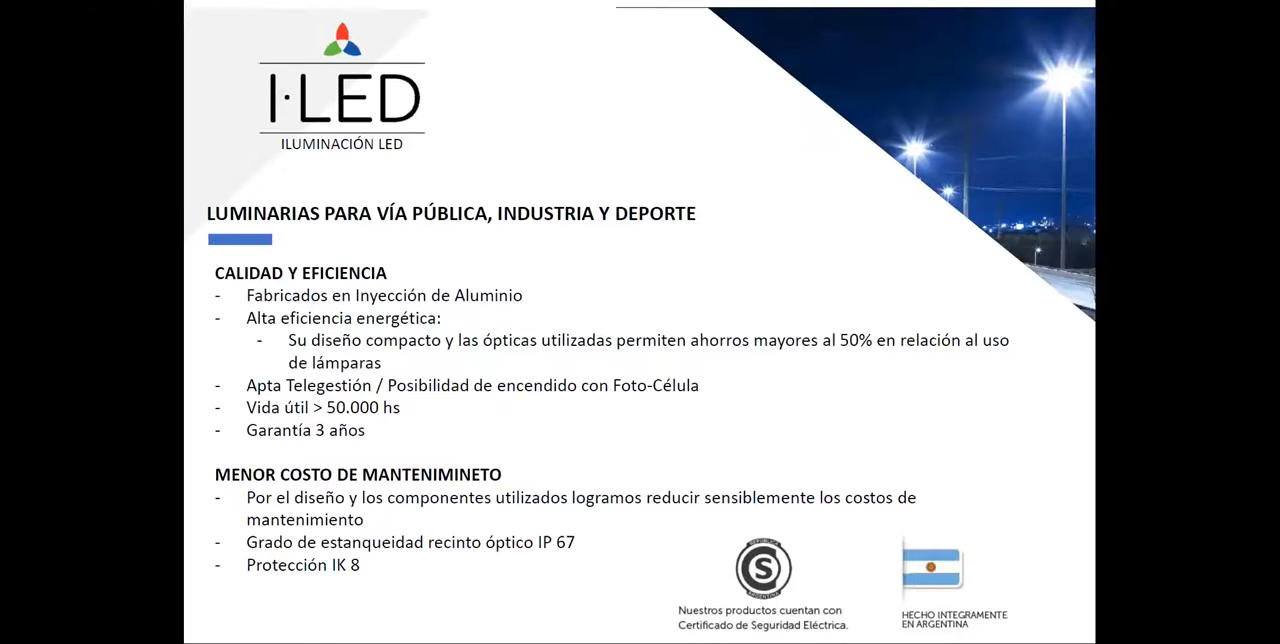 I·LED
ILUMINACIÓN LED
LUMINARIAS PARA VÍA PÚBLICA, INDUSTRIA Y DEPORTE
CALIDAD Y EFICIENCIA
- Fabricados en Inyección de Aluminio
- Alta eficiencia energética:
- Su diseño compacto y las ópticas utilizadas permiten ahorros mayores al 50% en relación al uso
de lámparas
- Apta Telegestión / Posibilidad de encendido con Foto-Célula
- Vida útil > 50.000 hs
- Garantía 3 años
MENOR COSTO DE MANTENIMINETO
- Por el diseño y los componentes utilizados logramos reducir sensiblemente los costos de
mantenimiento
- Grado de estanqueidad recinto óptico IP 67
- Protección IK 8
REPÚBLICA
S
ARGENTINA
Nuestros productos cuentan con
Certificado de Seguridad Eléctrica.
HECHO INTEGRAMENTE
EN ARGENTINA